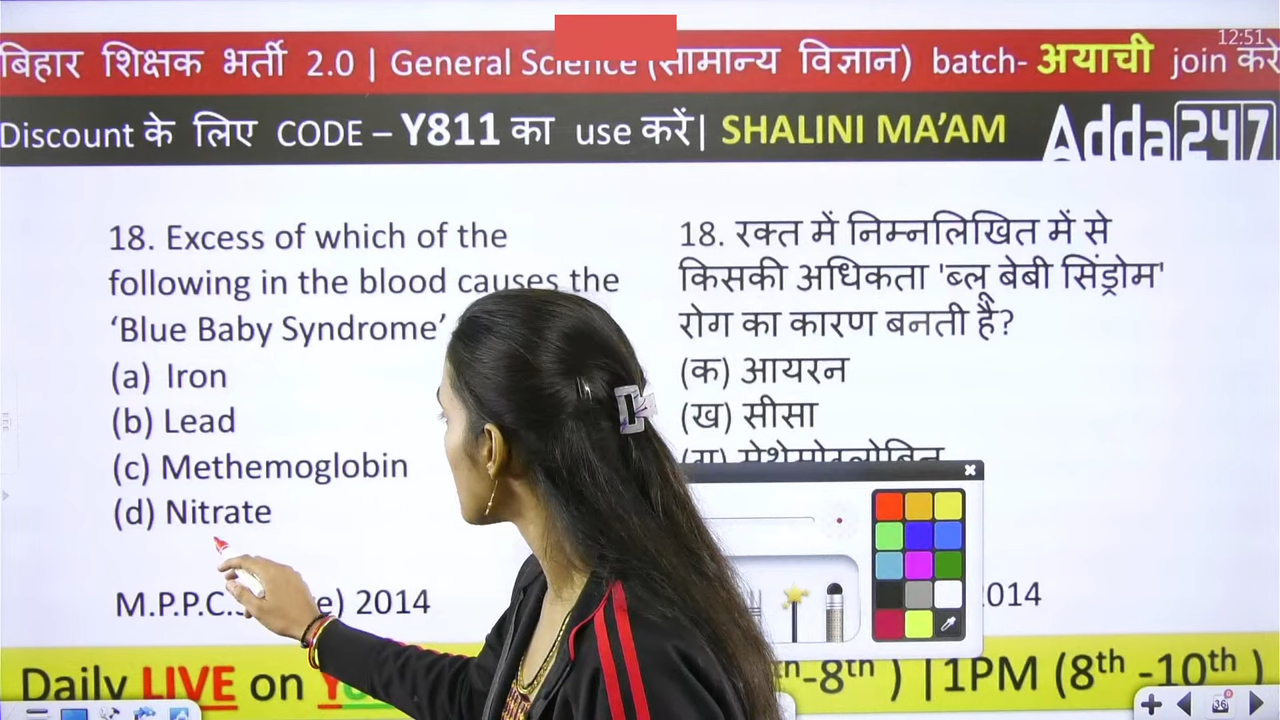 12:51
बिहार शिक्षक भर्ती 2.0 | General Science (सामान्य विज्ञान) batch- अयाची join करें
Discount के लिए CODE – Y811 का use करें| SHALINI MA’AM Adda 247
18. Excess of which of the
following in the blood causes the
‘Blue Baby Syndrome’
(a) Iron
(b) Lead
(c) Methemoglobin
(d) Nitrate
M.P.P.C. e) 2014
18. रक्त में निम्नलिखित में से
किसकी अधिकता 'ब्लू बेबी सिंड्रोम'
रोग का कारण बनती है?
(क) आयरन
(ख) सीसा
(ग) मेथेमोग्लोबिन
2014
Daily LIVE on -8th ) |1PM (8th -10th )
36